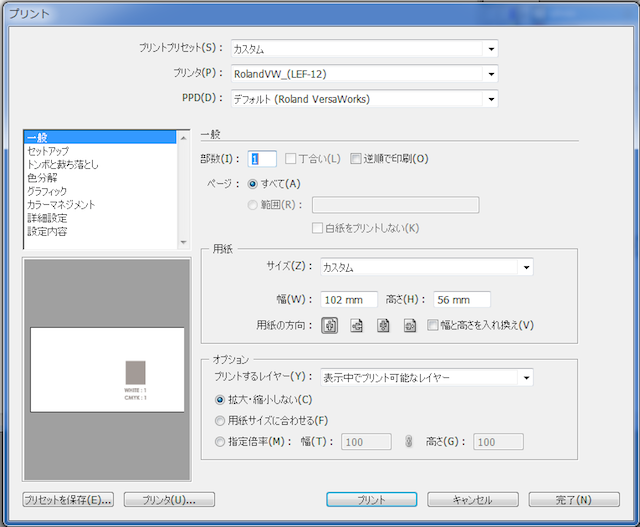 プリント
プリントプリセット(S)： カスタム
プリンタ(P)： RolandVW_(LEF-12)
PPD(D)： デフォルト (Roland VersaWorks)
一般
セットアップ
トンボと裁ち落とし
色分解
グラフィック
カラーマネジメント
詳細設定
設定内容
一般
部数(I)： 1 丁合い(L) 逆順で印刷(O)
ページ： すべて(A)
範囲(R)：
白紙をプリントしない(K)
用紙
サイズ(Z)： カスタム
幅(W)： 102 mm 高さ(H)： 56 mm
用紙の方向： 幅と高さを入れ換え(V)
オプション
プリントするレイヤー(Y)： 表示中でプリント可能なレイヤー
拡大・縮小しない(C)
用紙サイズに合わせる(F)
指定倍率(M)： 幅(T)： 100 高さ(G)： 100
WHITE : 1
CMYK : 1
プリセットを保存(E)... プリンタ(U)... プリント キャンセル 完了(N)